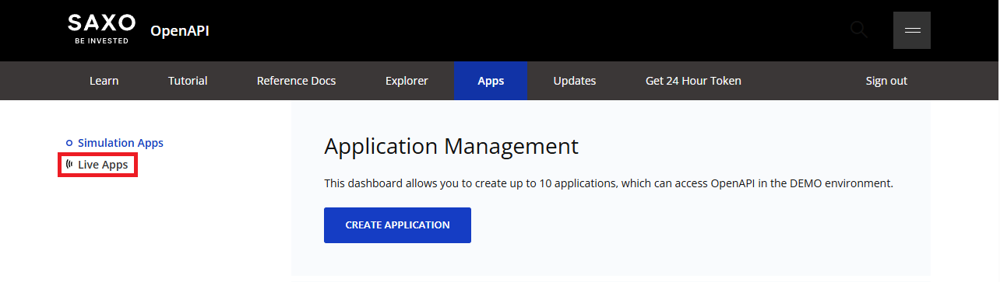 SAXO
BE INVESTED
OpenAPI
Learn Tutorial Reference Docs Explorer Apps Updates Get 24 Hour Token Sign out
Simulation Apps
Live Apps
Application Management
This dashboard allows you to create up to 10 applications, which can access OpenAPI in the DEMO environment.
CREATE APPLICATION